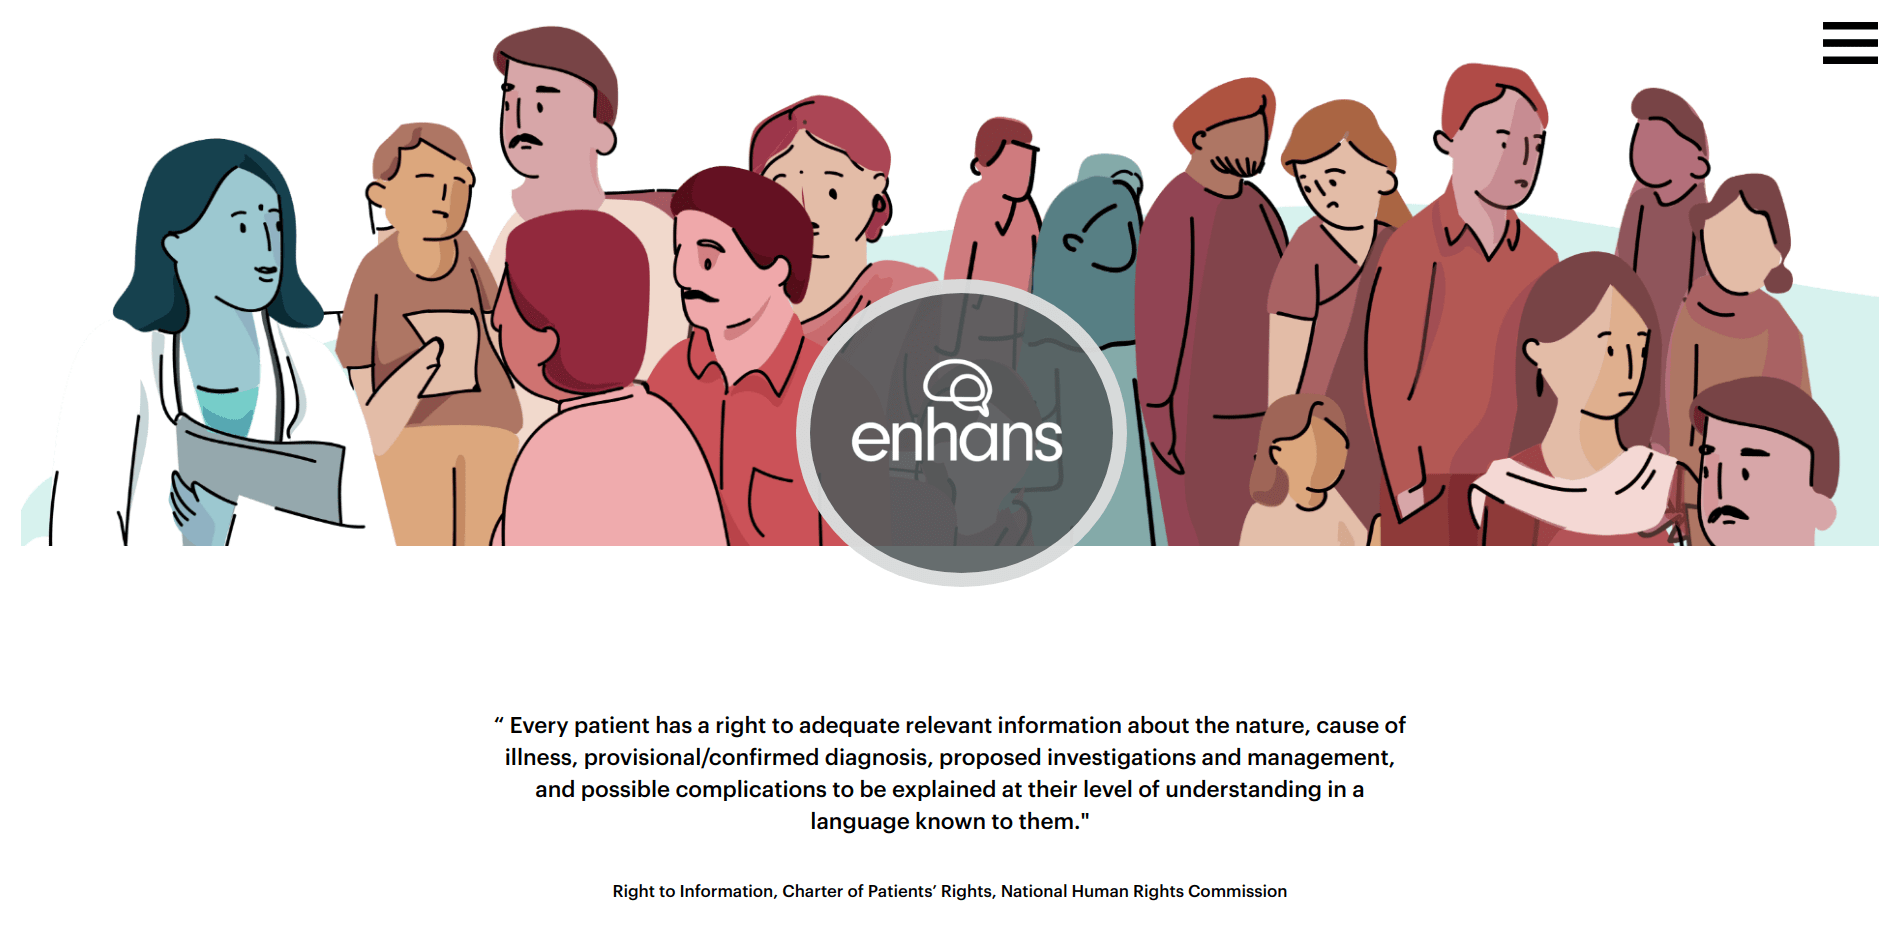 enhans
“ Every patient has a right to adequate relevant information about the nature, cause of
illness, provisional/confirmed diagnosis, proposed investigations and management,
and possible complications to be explained at their level of understanding in a
language known to them."
Right to Information, Charter of Patients’ Rights, National Human Rights Commission